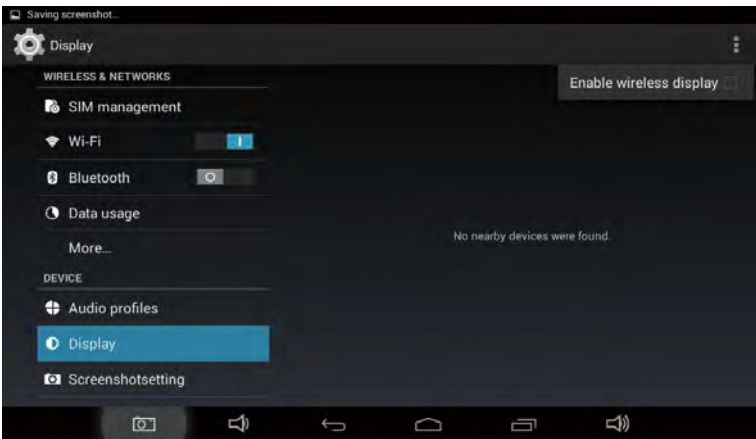 Saving screenshot...
Display
WIRELESS & NETWORKS
Enable wireless display
SIM management
Wi-Fi
Bluetooth
Data usage
No nearby devices were found.
More...
DEVICE
Audio profiles
Display
Screenshotsetting